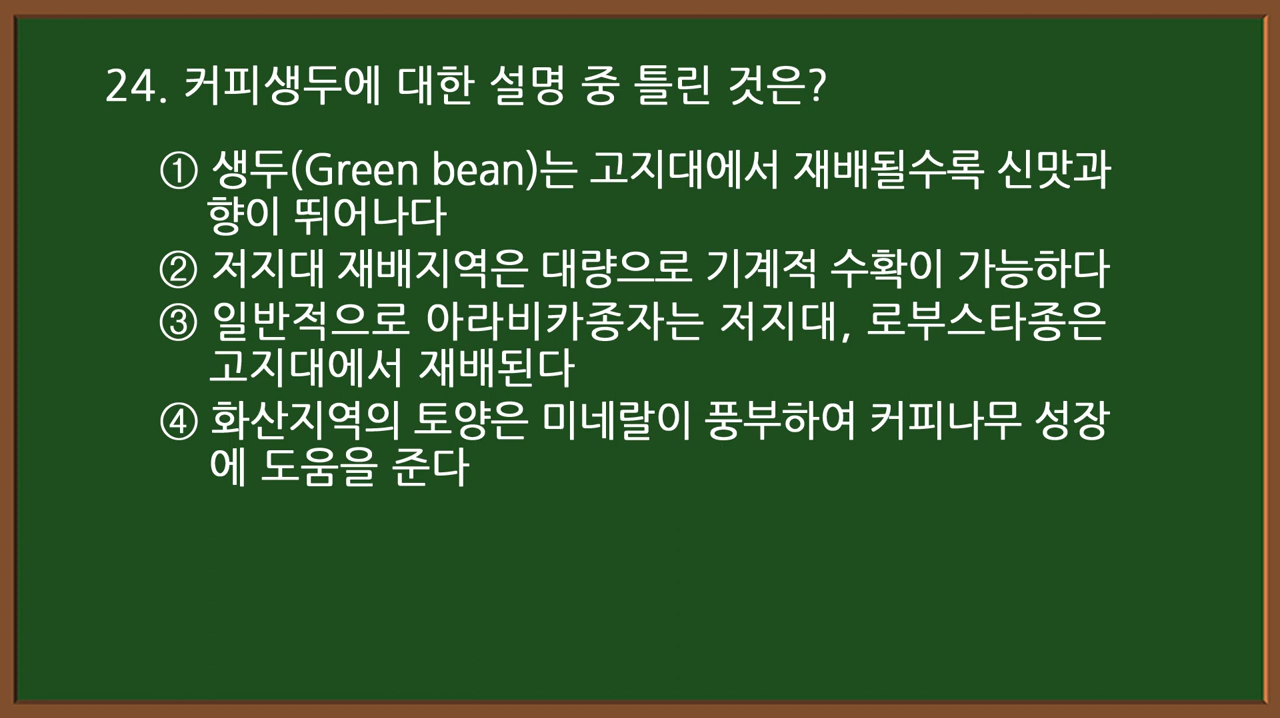 24. 커피생두에 대한 설명 중 틀린 것은?
① 생두(Green bean)는 고지대에서 재배될수록 신맛과
향이 뛰어나다
② 저지대 재배지역은 대량으로 기계적 수확이 가능하다
③ 일반적으로 아라비카종자는 저지대, 로부스타종은
고지대에서 재배된다
④ 화산지역의 토양은 미네랄이 풍부하여 커피나무 성장
에 도움을 준다